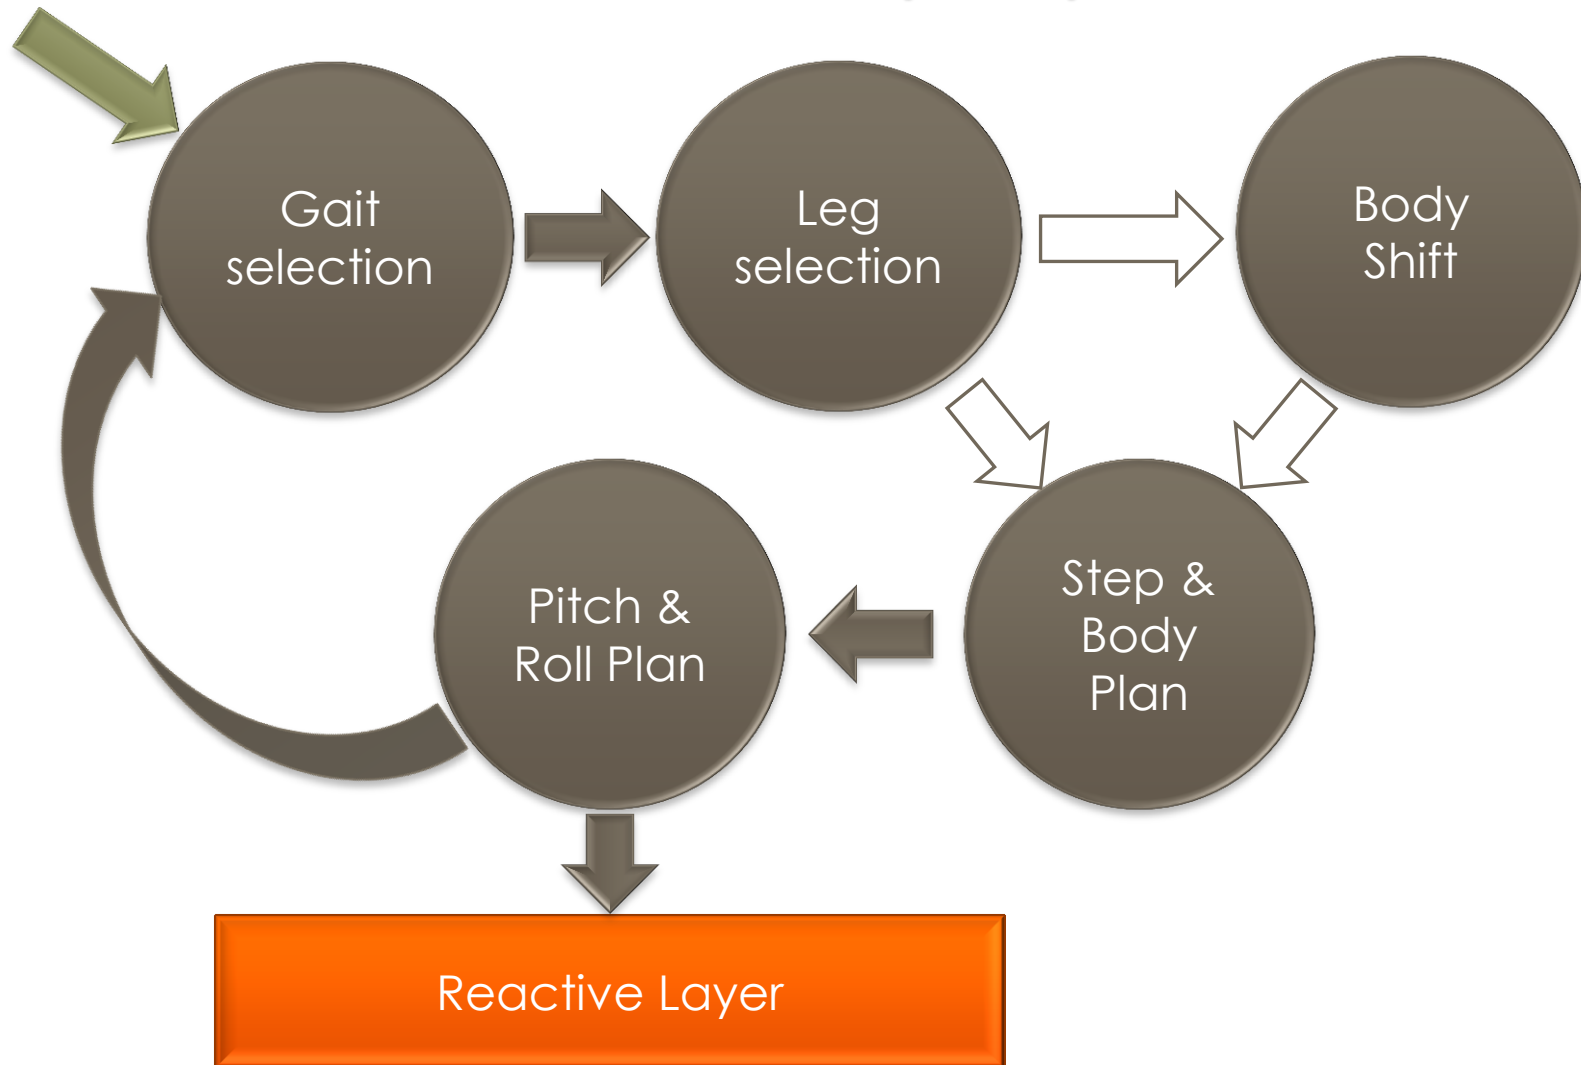 Gait
selection
Leg
selection
Body
Shift
Pitch &
Roll Plan
Step &
Body
Plan
Reactive Layer